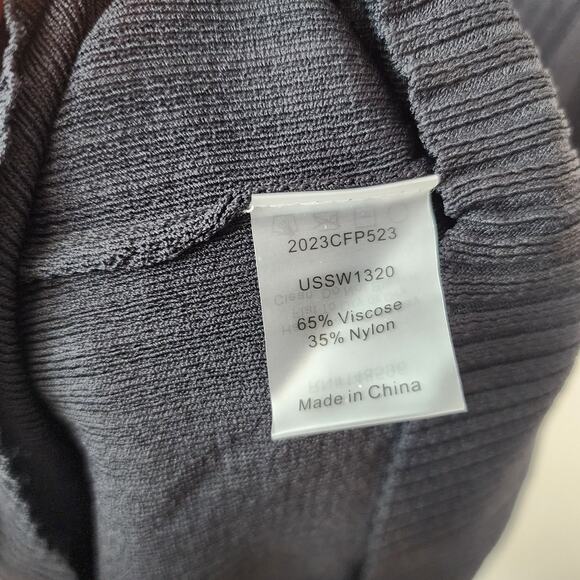 2023CFP523
USSW1320
65% Viscose
35% Nylon
Made in China